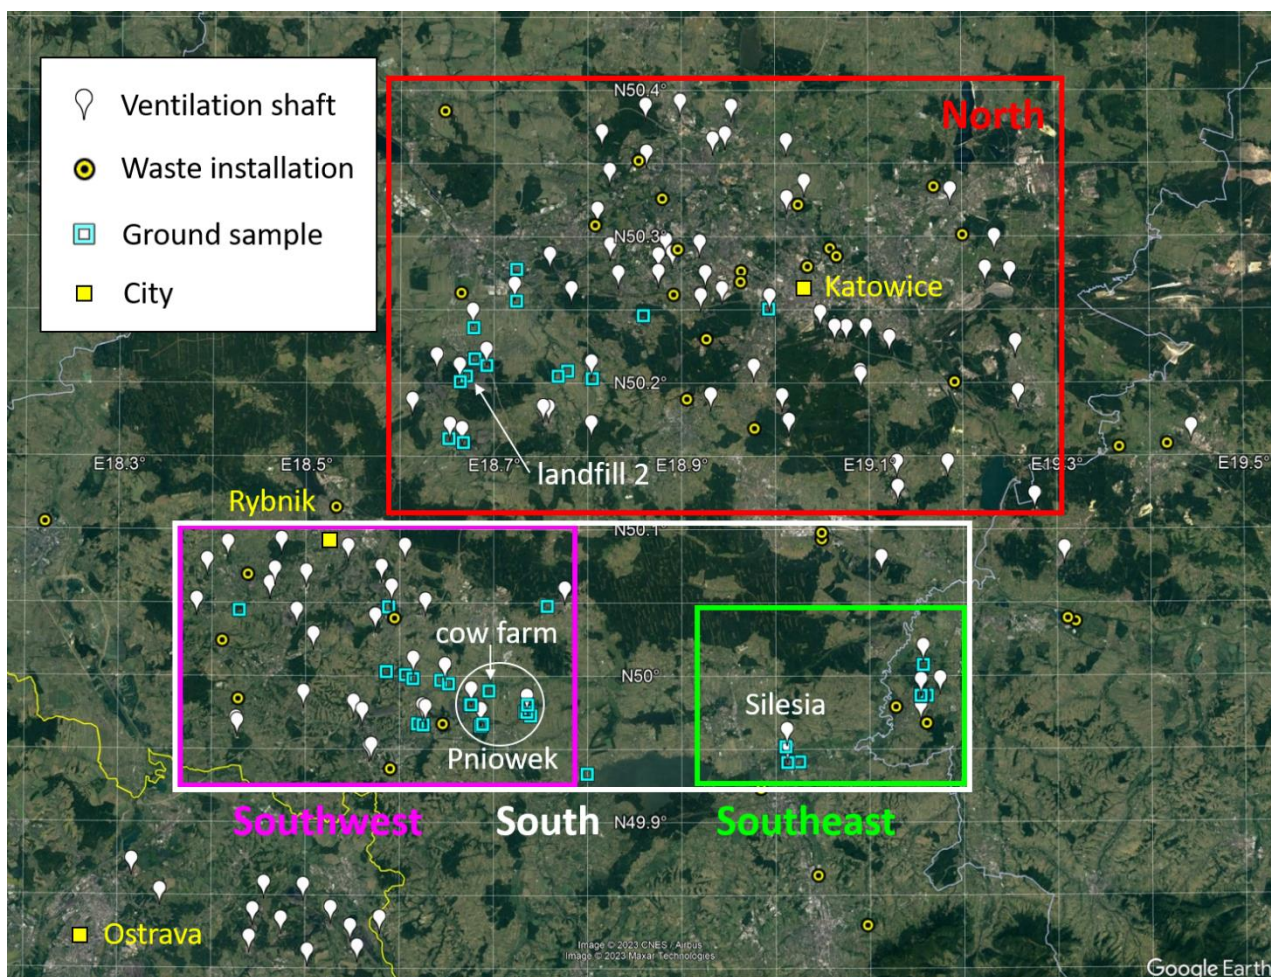 Ventilation shaft
Waste installation
Ground sample
City
N50.4°
North
N50.3°
Katowice
N50.2°
E18.3°
E18.5°
E18.7°
E18.9°
E19.1°
E19.3°
E19.5°
landfill 2
Rybnik
N50.1°
cow farm
N50°
Silesia
Pniowek
Southwest
South
N49.9°
Southeast
Ostrava
Image © 2023 CNES / Airbus
Image © 2023 Maxar Technologies
Google Earth